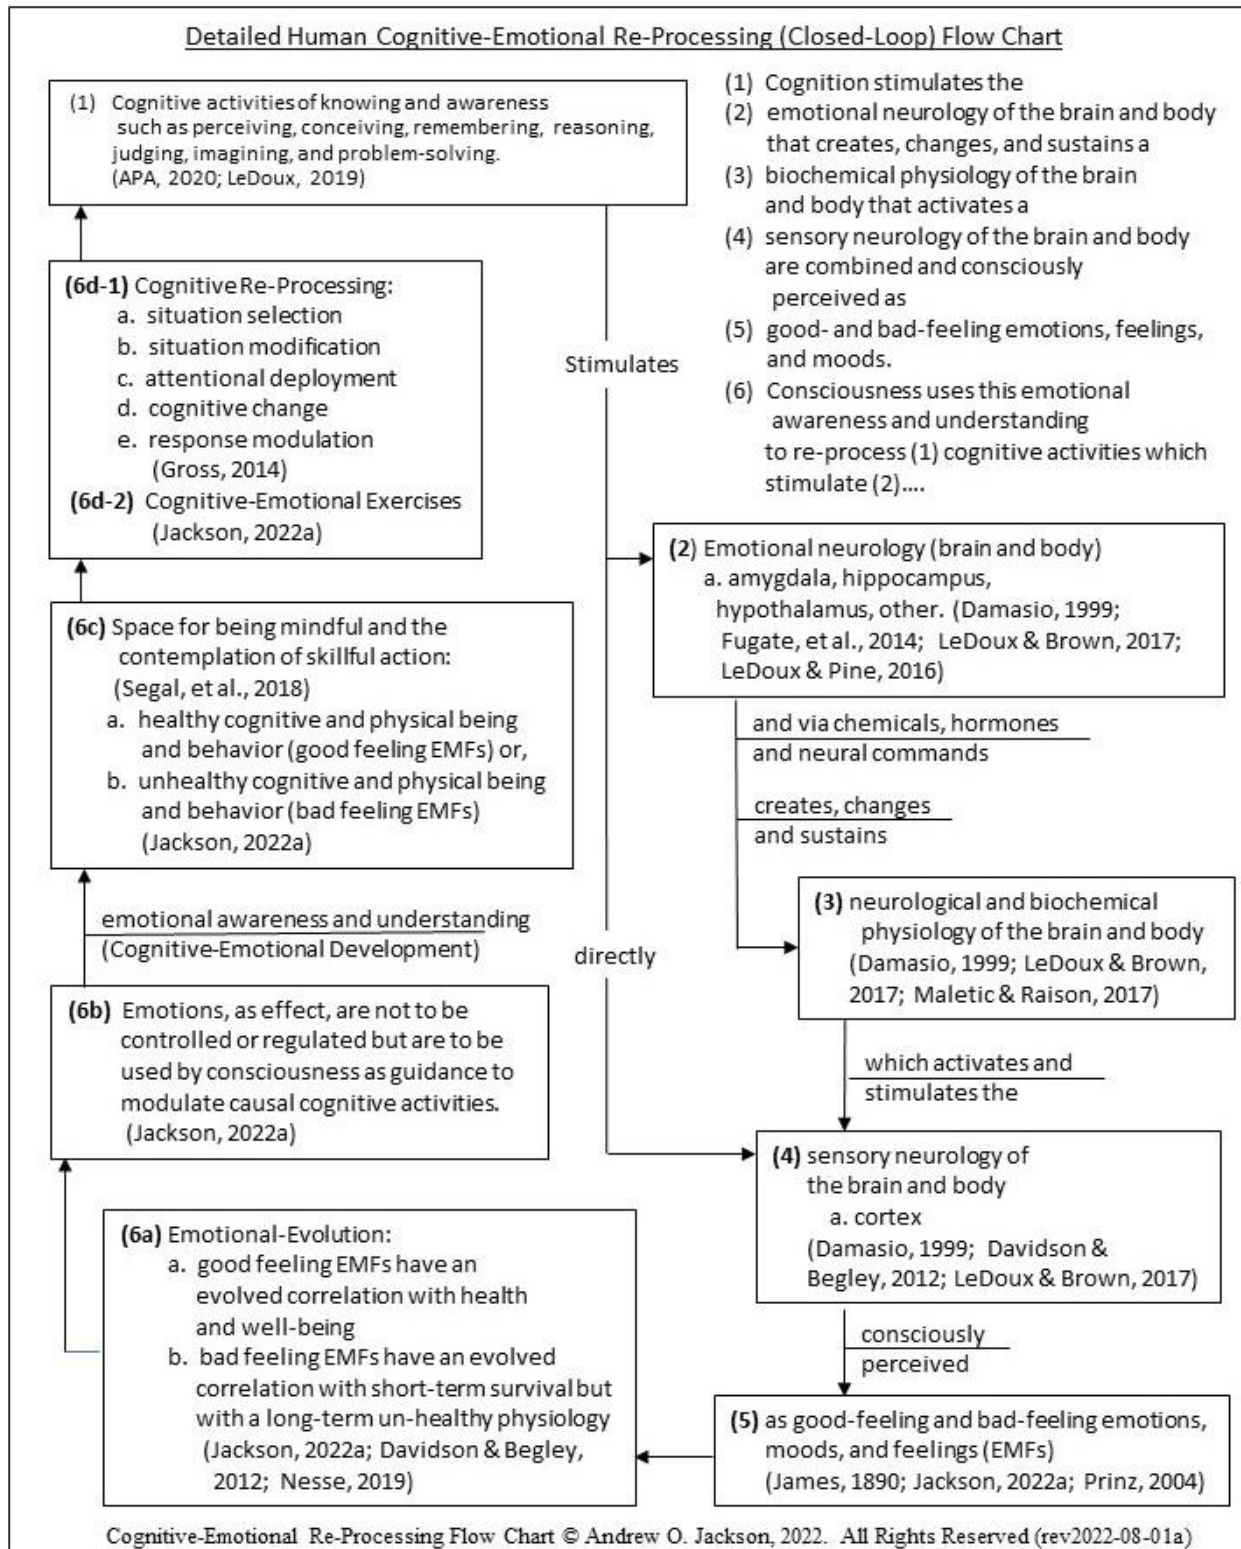 Detailed Human Cognitive-Emotional Re-Processing (Closed-Loop) Flow Chart
(1) Cognitive activities of knowing and awareness
such as perceiving, conceiving, remembering, reasoning,
judging, imagining, and problem-solving.
(APA, 2020; LeDoux, 2019)
(1) Cognition stimulates the
(2) emotional neurology of the brain and body
that creates, changes, and sustains a
(3) biochemical physiology of the brain
and body that activates a
(4) sensory neurology of the brain and body
are combined and consciously
perceived as
(5) good- and bad-feeling emotions, feelings,
and moods.
(6) Consciousness uses this emotional
awareness and understanding
to re-process (1) cognitive activities which
stimulate (2)....
(6d-1) Cognitive Re-Processing:
a. situation selection
b. situation modification
c. attentional deployment
d. cognitive change
e. response modulation
(Gross, 2014)
(6d-2) Cognitive-Emotional Exercises
(Jackson, 2022a)
Stimulates
(2) Emotional neurology (brain and body)
a. amygdala, hippocampus,
hypothalamus, other. (Damasio, 1999;
Fugate, et al., 2014; LeDoux & Brown, 2017;
LeDoux & Pine, 2016)
(6c) Space for being mindful and the
contemplation of skillful action:
(Segal, et al., 2018)
a. healthy cognitive and physical being
and behavior (good feeling EMFs) or,
b. unhealthy cognitive and physical being
and behavior (bad feeling EMFs)
(Jackson, 2022a)
and via chemicals, hormones
and neural commands
creates, changes
and sustains
emotional awareness and understanding
(Cognitive-Emotional Development)
directly
(3) neurological and biochemical
physiology of the brain and body
(Damasio, 1999; LeDoux & Brown,
2017; Maletic & Raison, 2017)
(6b) Emotions, as effect, are not to be
controlled or regulated but are to be
used by consciousness as guidance to
modulate causal cognitive activities.
(Jackson, 2022a)
which activates and
stimulates the
(4) sensory neurology of
the brain and body
a. cortex
(Damasio, 1999; Davidson &
Begley, 2012; LeDoux & Brown, 2017)
(6a) Emotional-Evolution:
a. good feeling EMFs have an
evolved correlation with health
and well-being
b. bad feeling EMFs have an evolved
correlation with short-term survival but
with a long-term un-healthy physiology
(Jackson, 2022a; Davidson & Begley,
2012; Nesse, 2019)
consciously
perceived
(5) as good-feeling and bad-feeling emotions,
moods, and feelings (EMFs)
(James, 1890; Jackson, 2022a; Prinz, 2004)
Cognitive-Emotional Re-Processing Flow Chart © Andrew O. Jackson, 2022. All Rights Reserved (rev2022-08-01a)